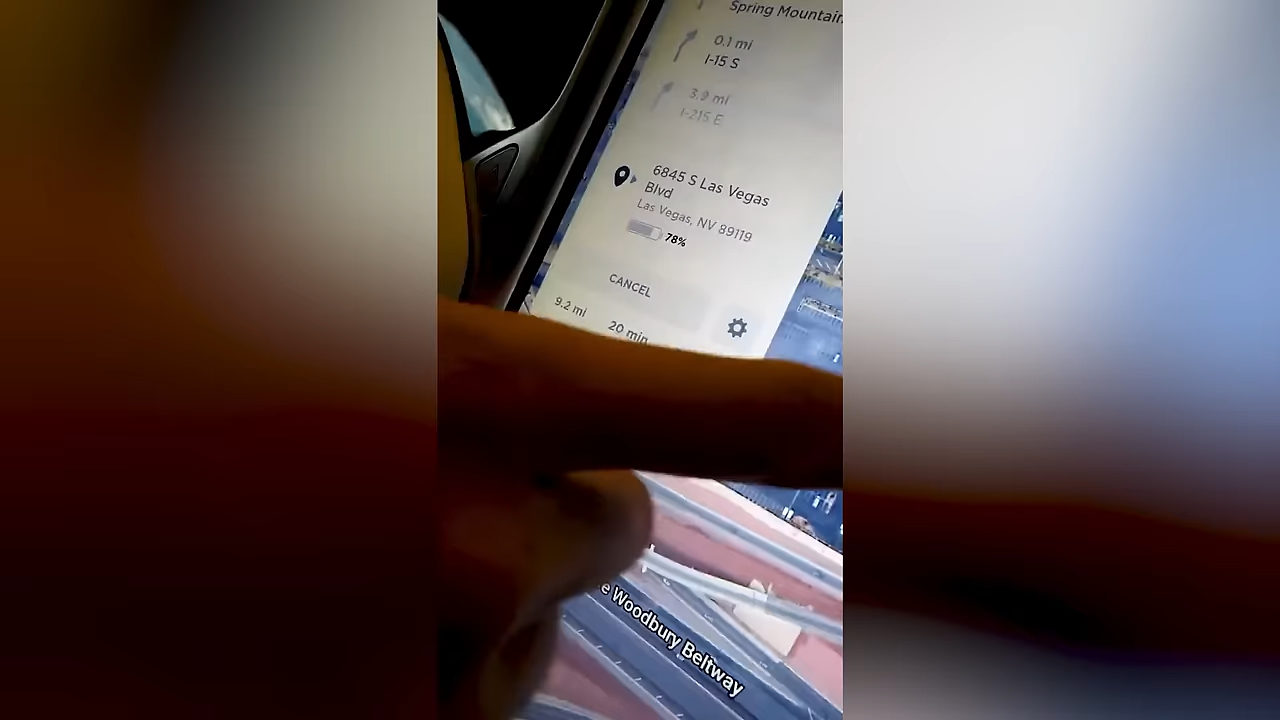 Spring Mountain
0.1 mi
I-15 S
3.9 mi
I-215 E
6845 S Las Vegas
Blvd
Las Vegas, NV 89119
78%
CANCEL
9.2 mi
20 min
e Woodbury Beltway